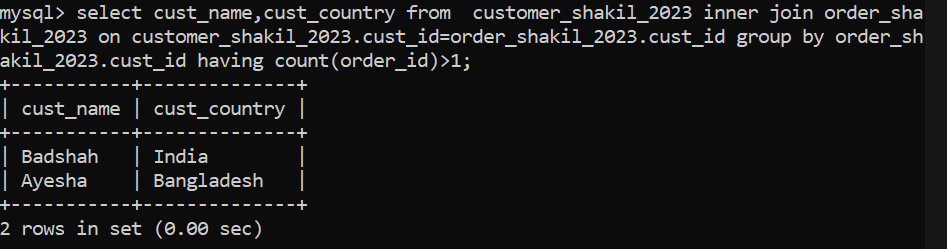 mysql> select cust_name,cust_country from  customer_shakil_2023 inner join order_sha
kil_2023 on customer_shakil_2023.cust_id=order_shakil_2023.cust_id group by order_sh
akil_2023.cust_id having count(order_id)>1;
+-----------+--------------+
| cust_name | cust_country |
+-----------+--------------+
| Badshah   | India        |
| Ayesha    | Bangladesh   |
+-----------+--------------+
2 rows in set (0.00 sec)